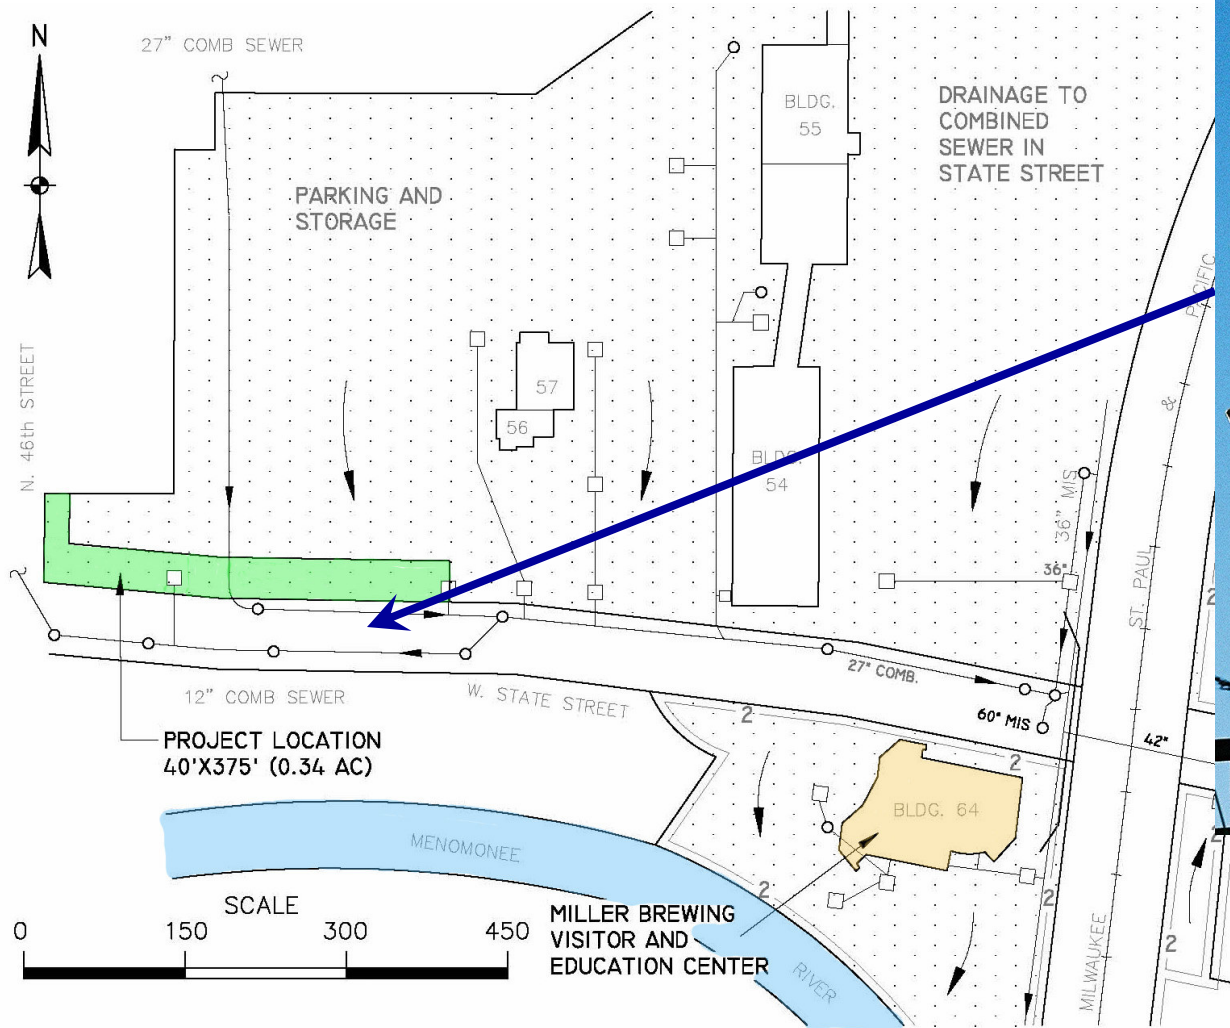 N
27" COMB SEWER
BLDG.
55
DRAINAGE TO
COMBINED
SEWER IN
STATE STREET
PARKING AND
STORAGE
PACIFIC
&
ST. PAUL
MILWAUKEE
N. 46th STREET
57
56
BLDG.
54
36" MIS
36"
27" COMB.
60" MIS
42"
12" COMB SEWER
W. STATE STREET
PROJECT LOCATION
40'X375' (0.34 AC)
2
2
2
2
2
2
2
2
BLDG. 64
MENOMONEE
RIVER
SCALE
0 150 300 450
MILLER BREWING
VISITOR AND
EDUCATION CENTER